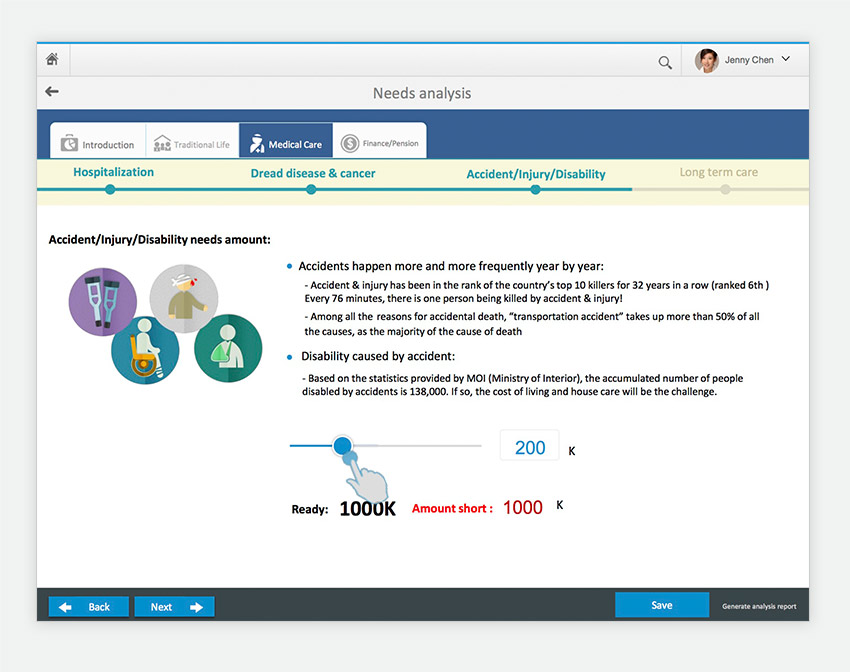 Jenny Chen
Needs analysis
Introduction
Traditional Life
Medical Care
$ Finance/Pension
Hospitalization
Dread disease & cancer
Accident/Injury/Disability
Long term care
Accident/Injury/Disability needs amount:
• Accidents happen more and more frequently year by year:
- Accident & injury has been in the rank of the country's top 10 killers for 32 years in a row (ranked 6th )
Every 76 minutes, there is one person being killed by accident & injury!
- Among all the reasons for accidental death, "transportation accident" takes up more than 50% of all
the causes, as the majority of the cause of death
• Disability caused by accident:
- Based on the statistics provided by MOI (Ministry of Interior), the accumulated number of people
disabled by accidents is 138,000. If so, the cost of living and house care will be the challenge.
200 K
Ready: 1000K Amount short : 1000 K
Back
Next
Save
Generate analysis report